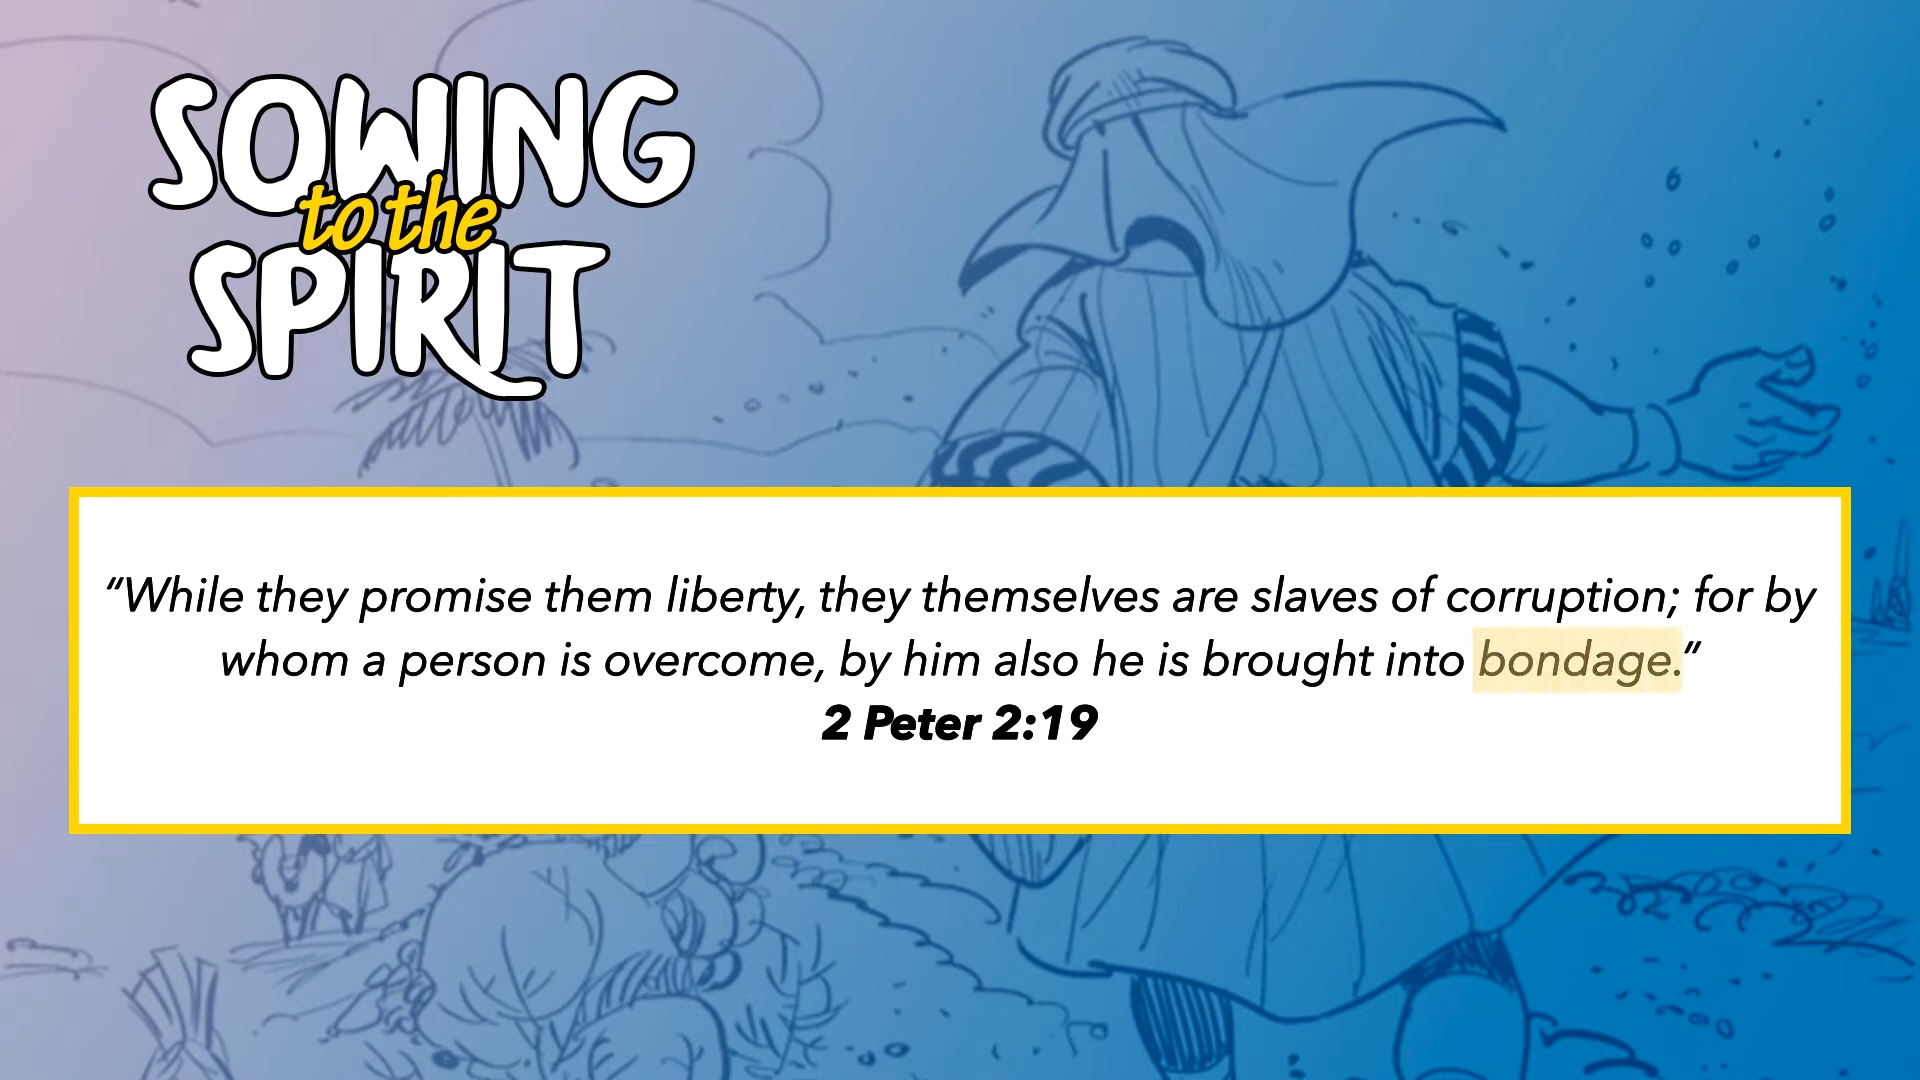 SOWING
to the
SPIRIT
“While they promise them liberty, they themselves are slaves of corruption; for by
whom a person is overcome, by him also he is brought into bondage.”
2 Peter 2:19